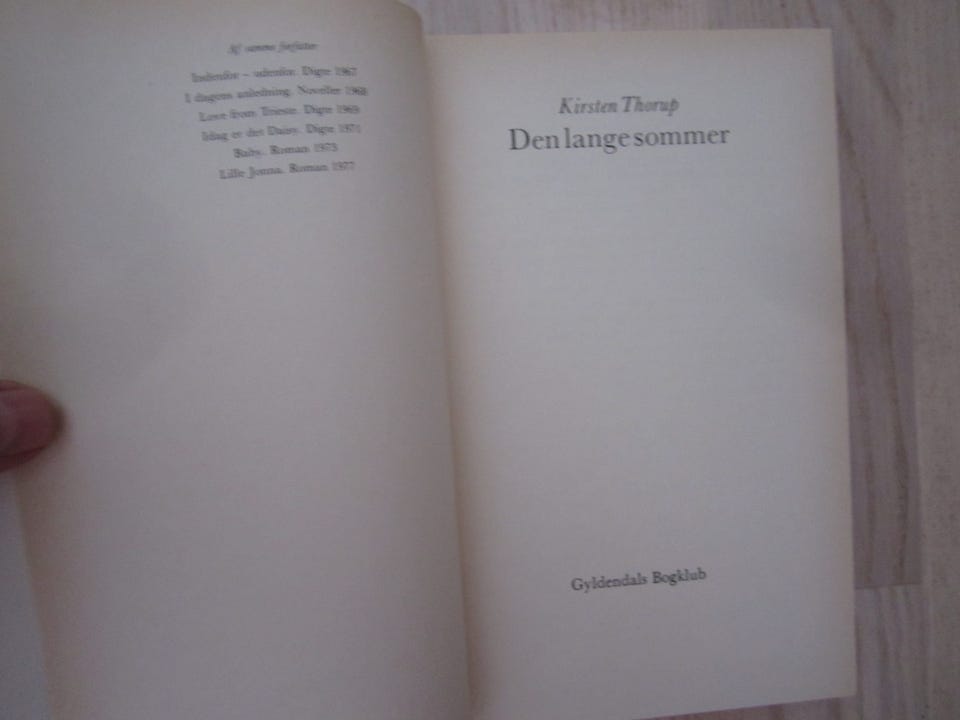 Af samme forfatter
Indenfor – udenfor. Digte 1967
I dagens anledning. Noveller 1968
Love from Trieste. Digte 1969
Idag er det Daisy. Digte 1971
Baby. Roman 1973
Lille Jonna. Roman 1977
Kirsten Thorup
Den lange sommer
Gyldendals Bogklub